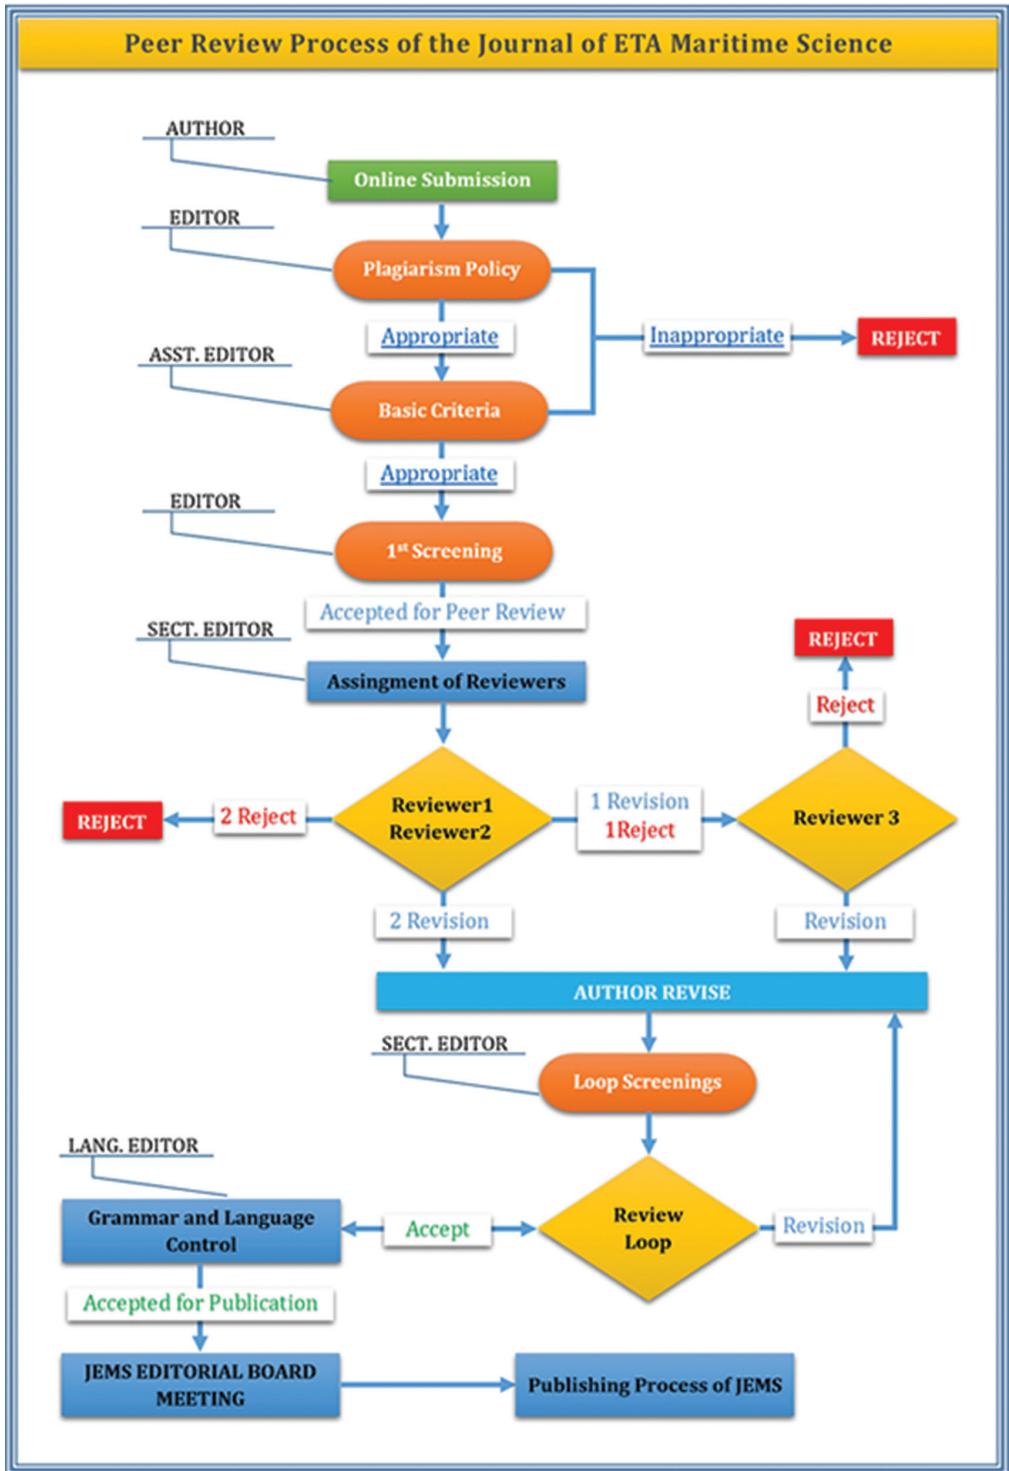 Peer Review Process of the Journal of ETA Maritime Science
AUTHOR
Online Submission
EDITOR
Plagiarism Policy
Appropriate
Inappropriate
REJECT
ASST. EDITOR
Basic Criteria
Appropriate
EDITOR
1st Screening
Accepted for Peer Review
SECT. EDITOR
Assingment of Reviewers
REJECT
Reject
REJECT
2 Reject
Reviewer1
Reviewer2
1 Revision
1Reject
Reviewer 3
2 Revision
Revision
AUTHOR REVISE
SECT. EDITOR
Loop Screenings
LANG. EDITOR
Grammar and Language
Control
Accept
Review
Loop
Revision
Accepted for Publication
JEMS EDITORIAL BOARD
MEETING
Publishing Process of JEMS